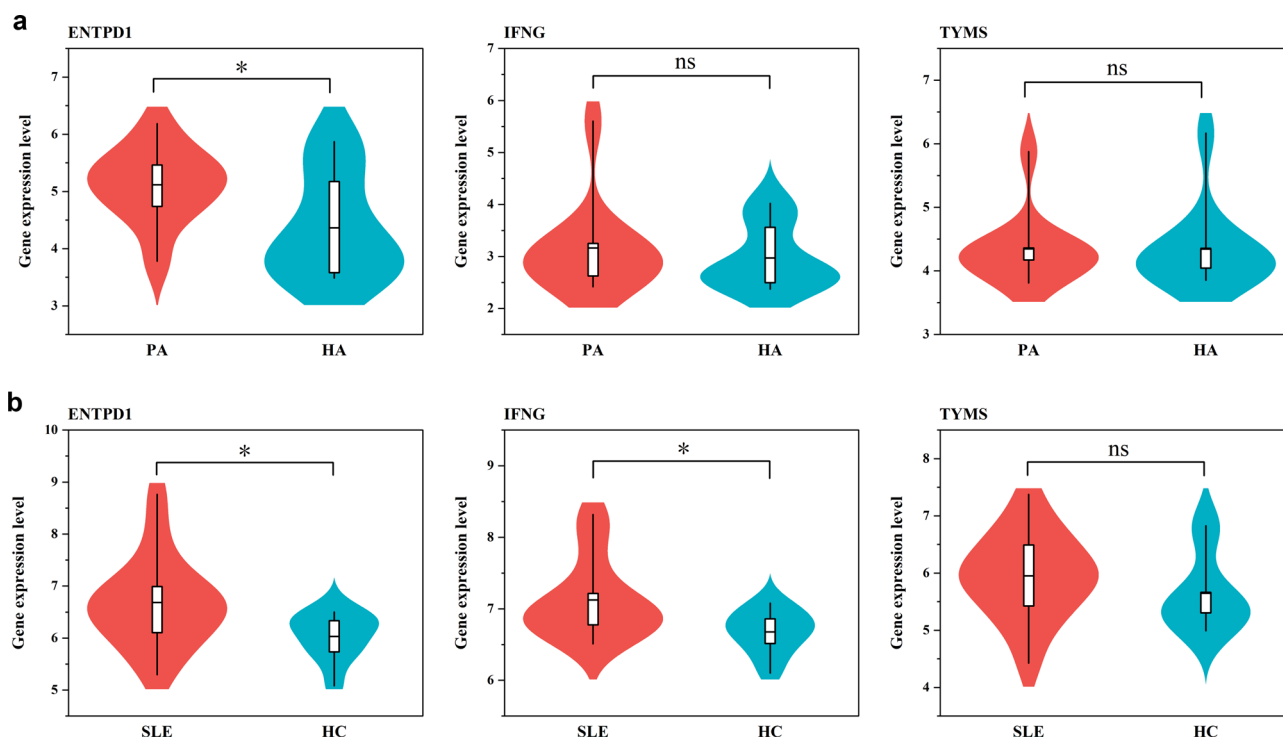 a
ENTPD1
IFNG
TYMS
Gene expression level
7
6
5
4
3
*
PA
HA
Gene expression level
7
6
5
4
3
2
ns
PA
HA
Gene expression level
7
6
5
4
3
ns
PA
HA
b
ENTPD1
IFNG
TYMS
Gene expression level
10
9
8
7
6
5
*
SLE
HC
Gene expression level
9
8
7
6
*
SLE
HC
Gene expression level
8
7
6
5
4
ns
SLE
HC